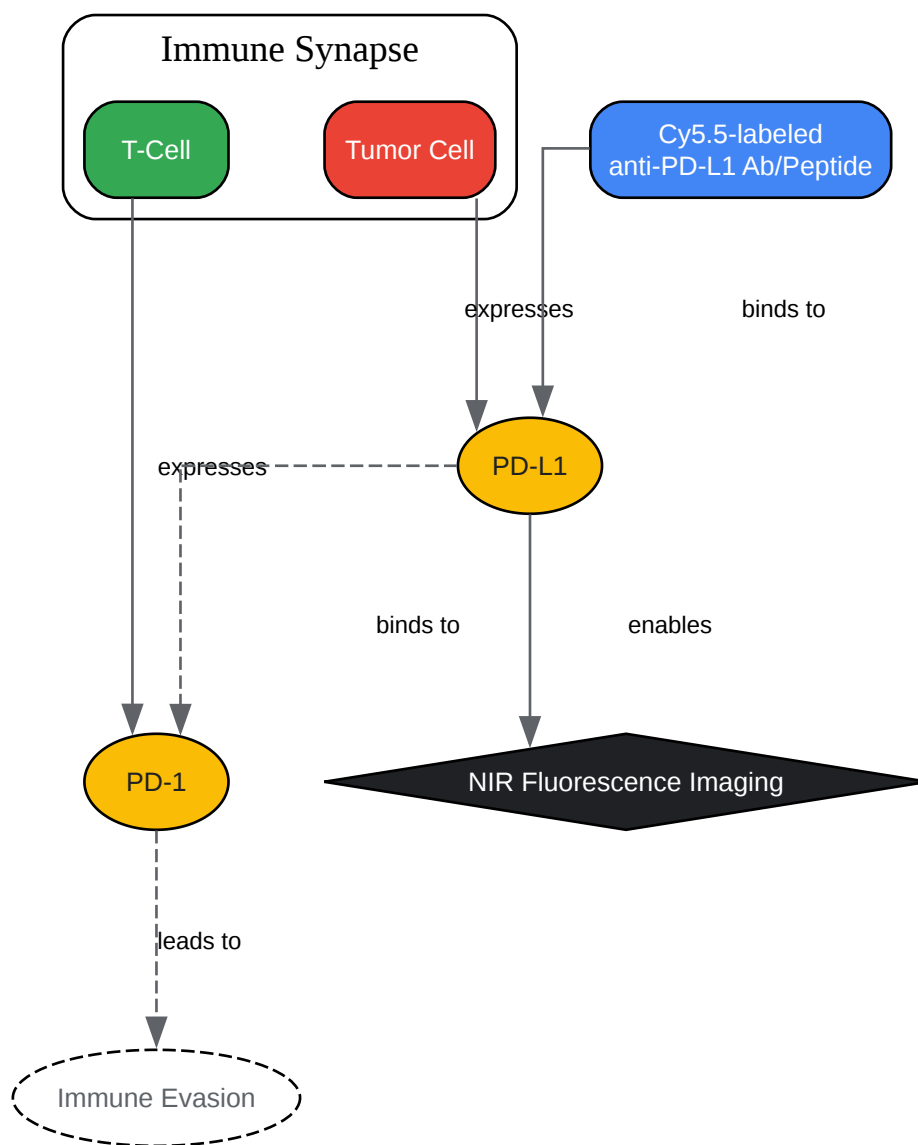 Immune Synapse
T-Cell
Tumor Cell
Cy5.5-labeled
anti-PD-L1 Ab/Peptide
expresses
binds to
expresses
PD-L1
binds to
enables
PD-1
NIR Fluorescence Imaging
leads to
Immune Evasion